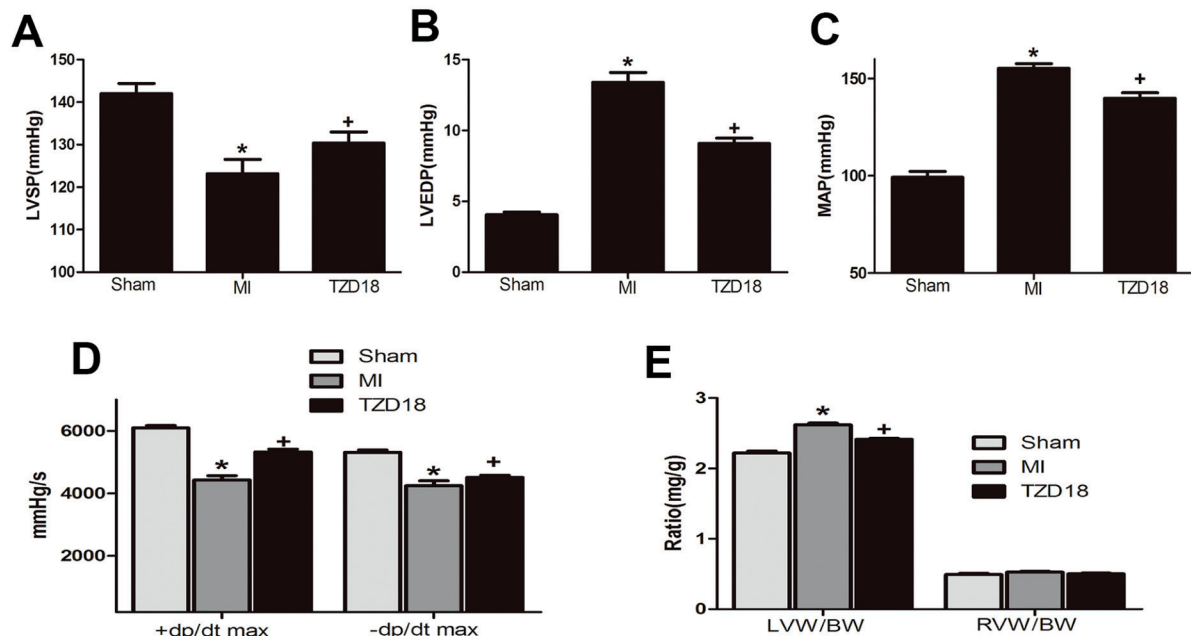 A
LVSP(mmHg)
150
140
130
120
110
100
*
+
Sham
MI
TZD18
B
LVEDP(mmHg)
15
10
5
0
*
+
Sham
MI
TZD18
C
MAP(mmHg)
150
100
50
*
+
Sham
MI
TZD18
D
Sham
MI
TZD18
mmHg/s
6000
4000
2000
*
+
*
+
+dp/dt max
-dp/dt max
E
Ratio(mg/g)
3
2
1
0
*
+
Sham
MI
TZD18
LVW/BW
RVW/BW